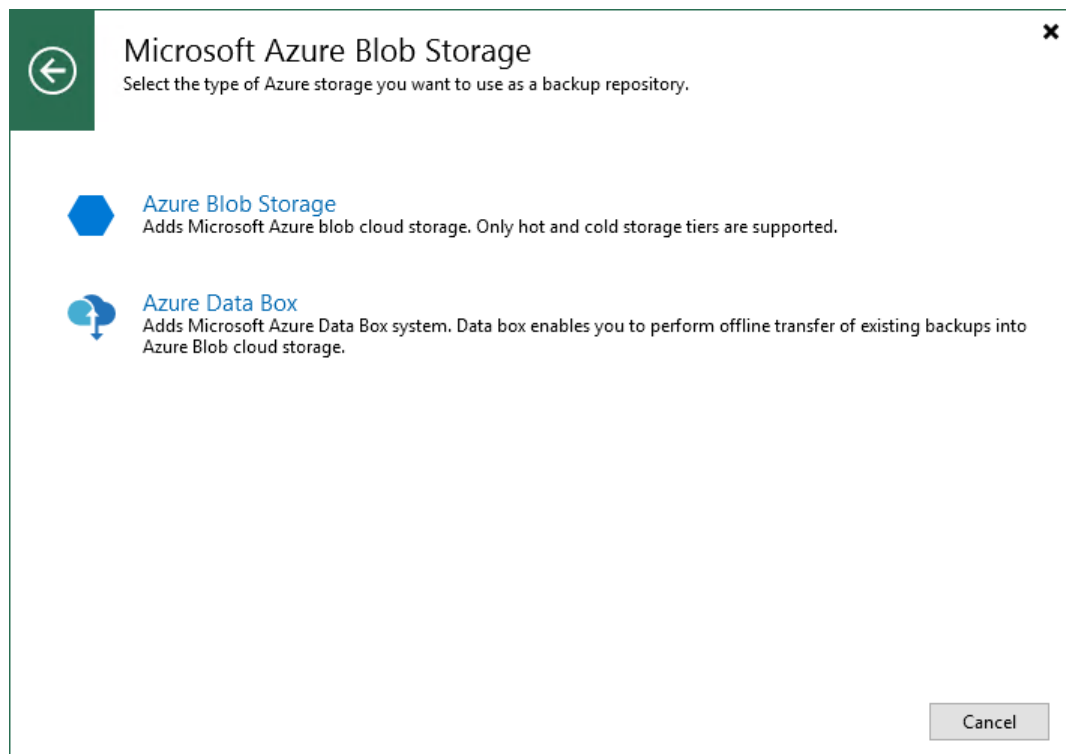 Microsoft Azure Blob Storage
Select the type of Azure storage you want to use as a backup repository.
Azure Blob Storage
Adds Microsoft Azure blob cloud storage. Only hot and cold storage tiers are supported.
Azure Data Box
Adds Microsoft Azure Data Box system. Data box enables you to perform offline transfer of existing backups into
Azure Blob cloud storage.
Cancel